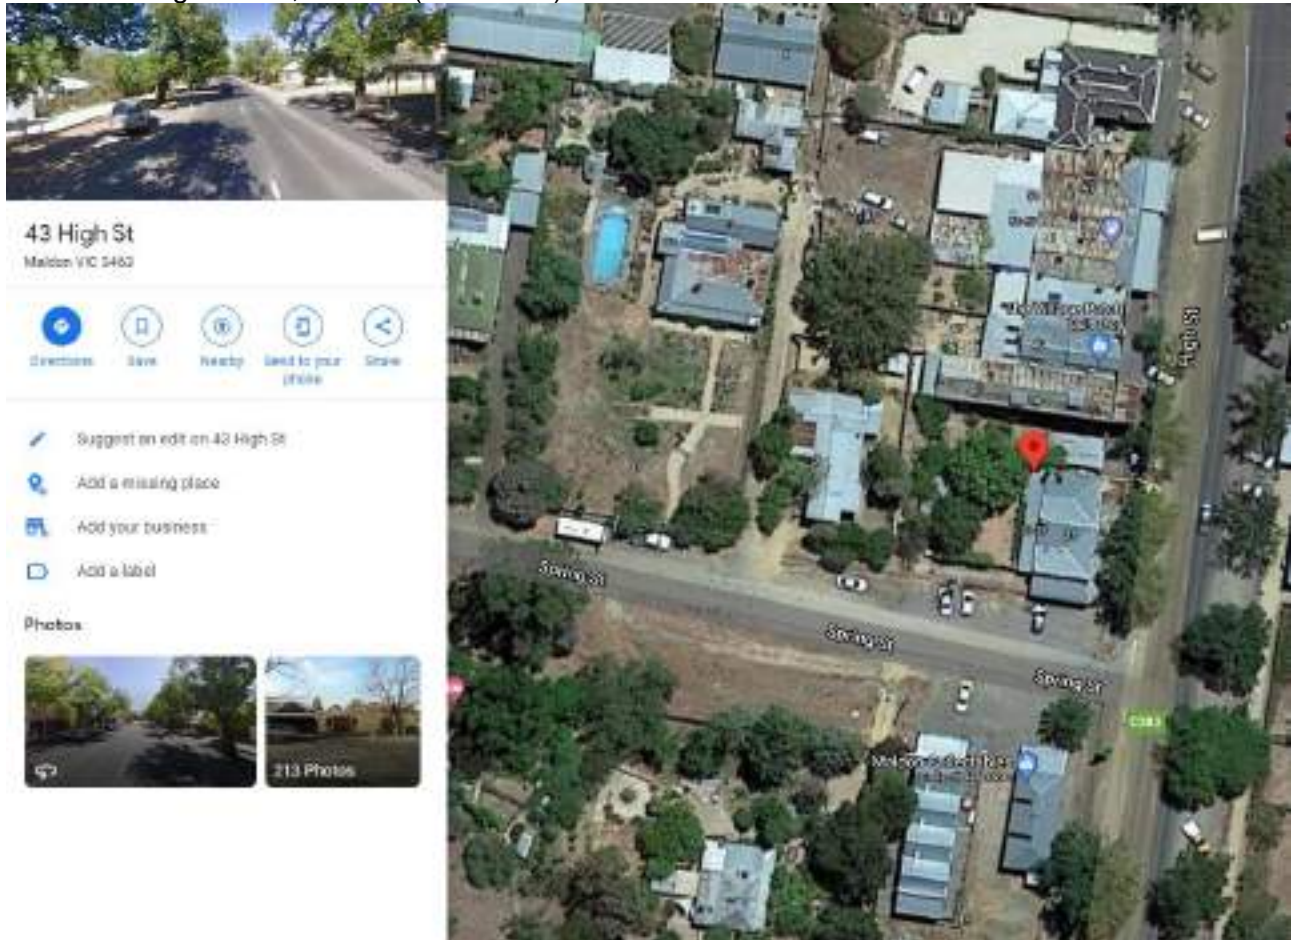 43 High St
Maldon VIC 3463
Directions
Save
Nearby
Send to your
phone
Share
Suggest an edit on 43 High St
Add a missing place
Add your business
Add a label
Photos
213 Photos
High St
Spring St
Spring St
Spring St
C283
Maldon